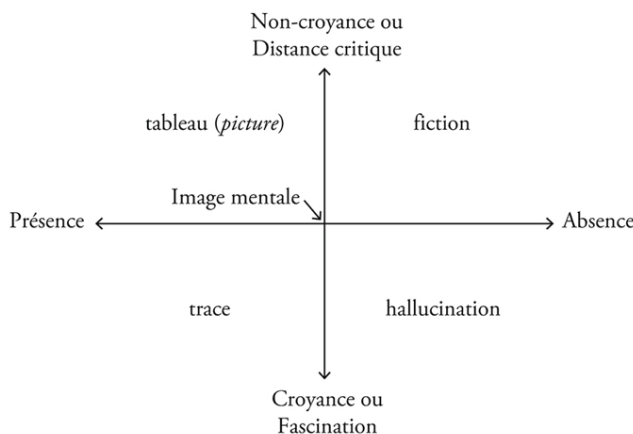 Non-croyance ou
Distance critique
tableau (picture)
fiction
Image mentale
Présence
Absence
trace
hallucination
Croyance ou
Fascination